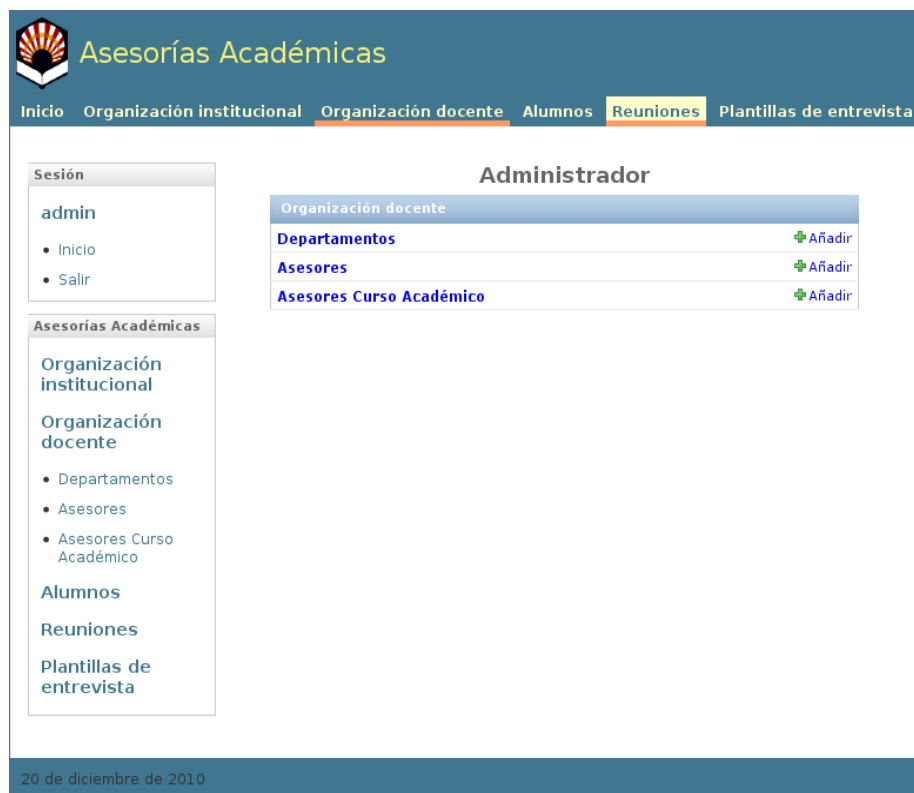 Asesorías Académicas
Inicio Organización institucional Organización docente Alumnos Reuniones Plantillas de entrevista
Sesión
admin
Inicio
Salir
Asesorías Académicas
Organización
institucional
Organización
docente
Departamentos
Asesores
Asesores Curso
Académico
Alumnos
Reuniones
Plantillas de
entrevista
Administrador
Organización docente
Departamentos Añadir
Asesores Añadir
Asesores Curso Académico Añadir
20 de diciembre de 2010